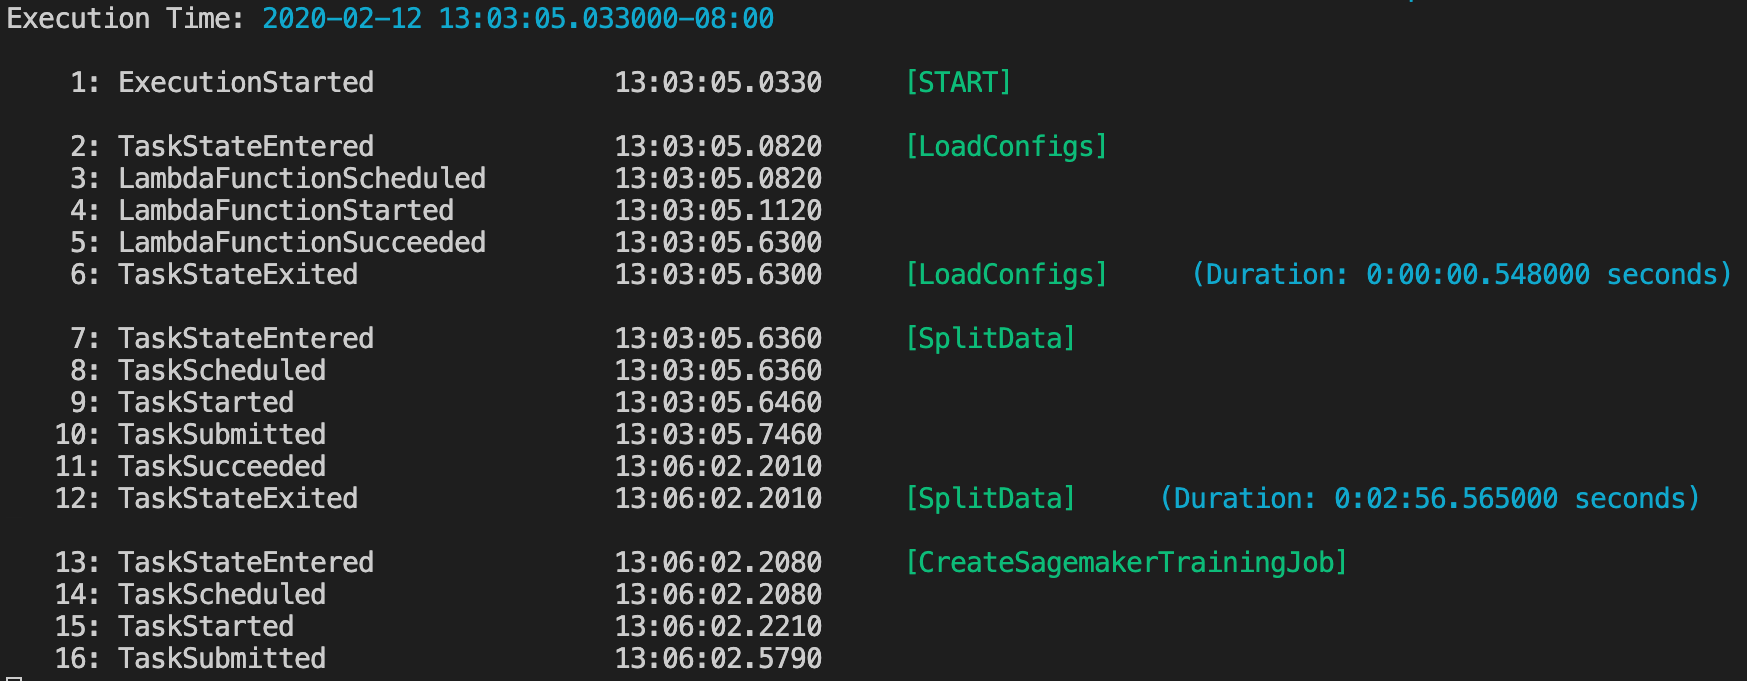 Execution Time: 2020-02-12 13:03:05.033000-08:00
1: ExecutionStarted 13:03:05.0330 [START]
2: TaskStateEntered 13:03:05.0820 [LoadConfigs]
3: LambdaFunctionScheduled 13:03:05.0820
4: LambdaFunctionStarted 13:03:05.1120
5: LambdaFunctionSucceeded 13:03:05.6300
6: TaskStateExited 13:03:05.6300 [LoadConfigs] (Duration: 0:00:00.548000 seconds)
7: TaskStateEntered 13:03:05.6360 [SplitData]
8: TaskScheduled 13:03:05.6360
9: TaskStarted 13:03:05.6460
10: TaskSubmitted 13:03:05.7460
11: TaskSucceeded 13:06:02.2010
12: TaskStateExited 13:06:02.2010 [SplitData] (Duration: 0:02:56.565000 seconds)
13: TaskStateEntered 13:06:02.2080 [CreateSagemakerTrainingJob]
14: TaskScheduled 13:06:02.2080
15: TaskStarted 13:06:02.2210
16: TaskSubmitted 13:06:02.5790